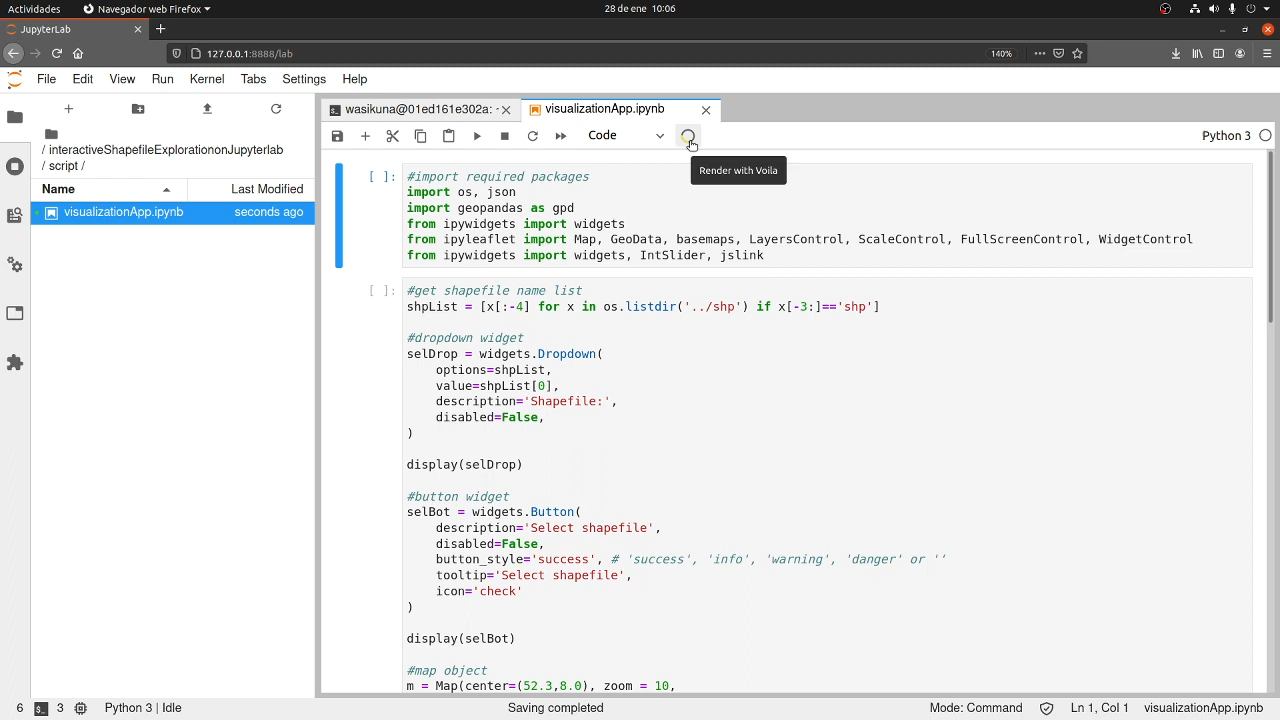 Actividades
Navegador web Firefox
28 de ene 10:06
JupyterLab
127.0.0.1:8888/lab
140%
File Edit View Run Kernel Tabs Settings Help
/ interactiveShapefileExplorationonJupyterlab
/ script /
Name
Last Modified
visualizationApp.ipynb
seconds ago
wasikuna@01ed161e302a:
visualizationApp.ipynb
Code
Python 3
Render with Voila
[ ]: #import required packages
import os, json
import geopandas as gpd
from ipywidgets import widgets
from ipyleaflet import Map, GeoData, basemaps, LayersControl, ScaleControl, FullScreenControl, WidgetControl
from ipywidgets import widgets, IntSlider, jslink
[ ]: #get shapefile name list
shpList = [x[:-4] for x in os.listdir('../shp') if x[-3:]=='shp']
#dropdown widget
selDrop = widgets.Dropdown(
options=shpList,
value=shpList[0],
description='Shapefile:',
disabled=False,
)
display(selDrop)
#button widget
selBot = widgets.Button(
description='Select shapefile',
disabled=False,
button_style='success', # 'success', 'info', 'warning', 'danger' or ''
tooltip='Select shapefile',
icon='check'
)
display(selBot)
#map object
m = Map(center=(52.3,8.0), zoom = 10,
6
3
Python 3 | Idle
Saving completed
Mode: Command
Ln 1, Col 1
visualizationApp.ipynb